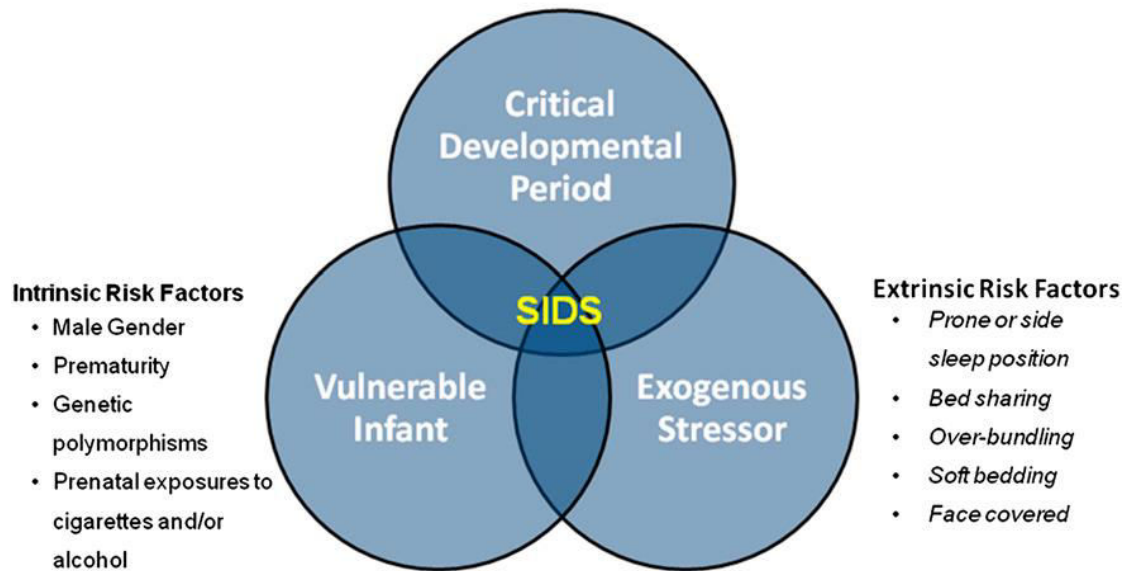 Critical
Developmental
Period
SIDS
Vulnerable
Infant
Exogenous
Stressor
Intrinsic Risk Factors
• Male Gender
• Prematurity
• Genetic
polymorphisms
• Prenatal exposures to
cigarettes and/or
alcohol
Extrinsic Risk Factors
• Prone or side
sleep position
• Bed sharing
• Over-bundling
• Soft bedding
• Face covered